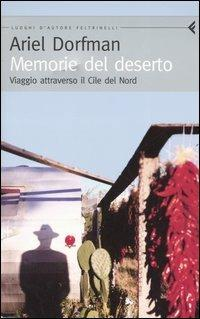 LUOGHI D'AUTORE FELTRINELLI
Ariel Dorfman
Memorie del deserto
Viaggio attraverso il Cile del Nord